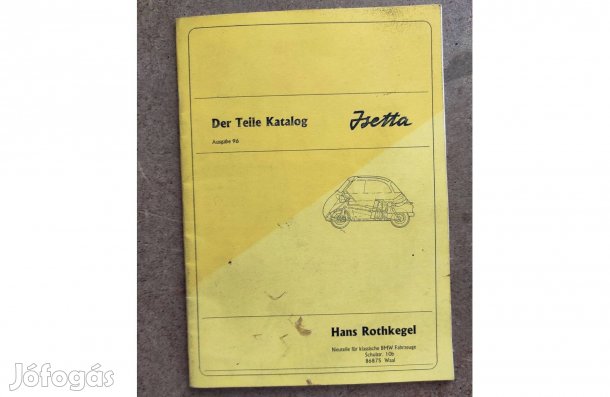 Der Teile Katalog
Isetta
Ausgabe 96
Hans Rothkegel
Neuteile für klassische BMW Fahrzeuge
Schulstr. 10b
86875 Waal
Jófogás